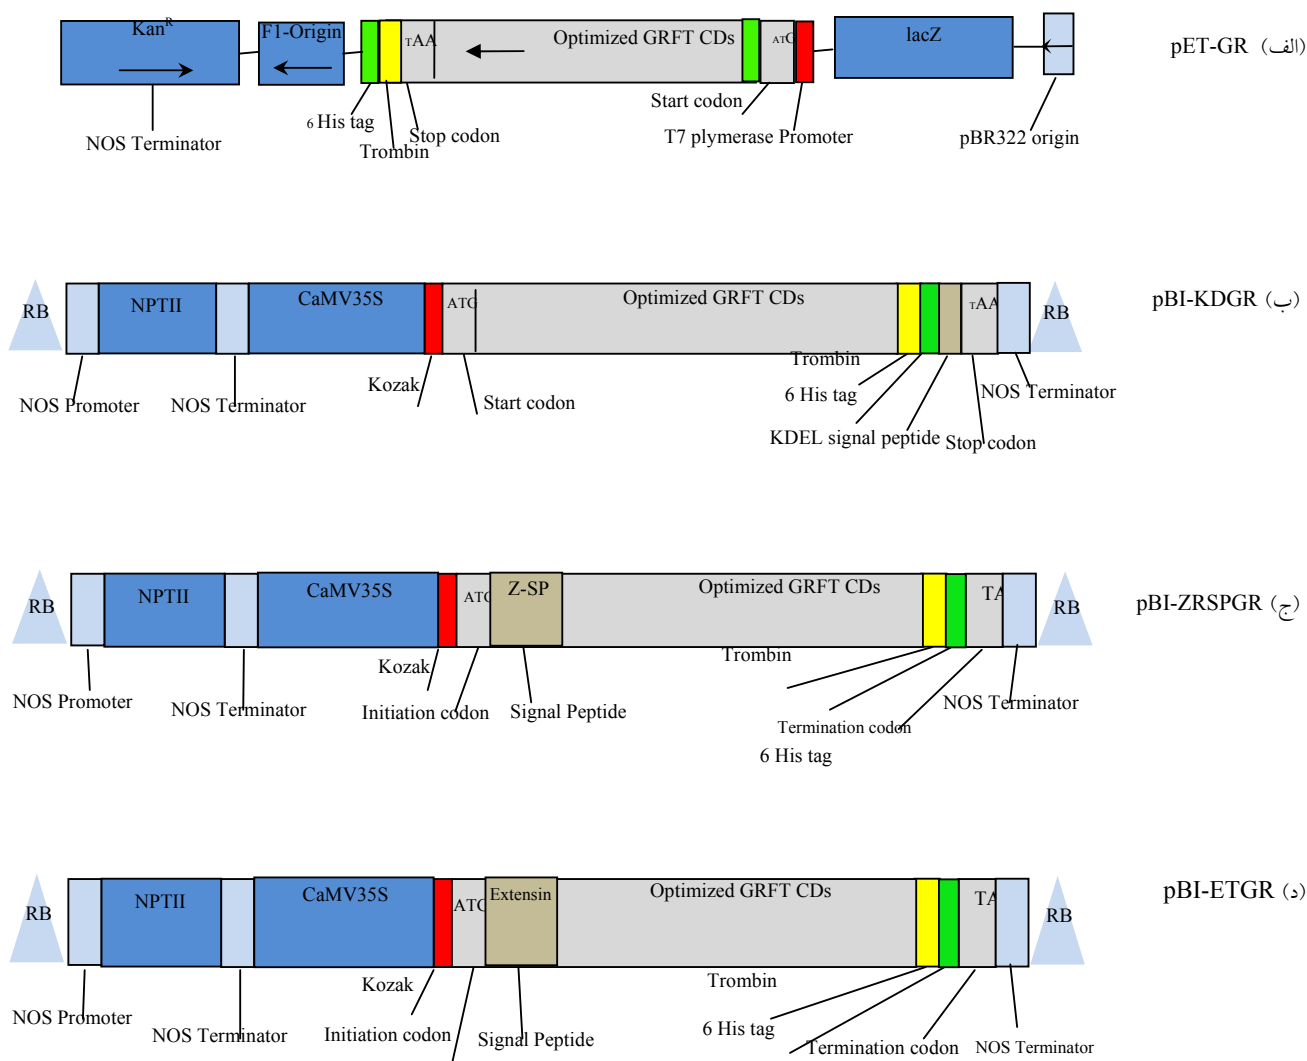 Kan^R
F1-Origin
TAA
Optimized GRFT CDs
ATG
lacZ
pET-GR (الف)
6 His tag
Stop codon
Start codon
NOS Terminator
Trombin
T7 plymerase Promoter
pBR322 origin
RB
NPTII
CaMV35S
ATG
Optimized GRFT CDs
TAA
RB
pBI-KDGR (ب)
Trombin
NOS Promoter
NOS Terminator
Kozak
Start codon
6 His tag
NOS Terminator
KDEL signal peptide
Stop codon
RB
NPTII
CaMV35S
ATG
Z-SP
Optimized GRFT CDs
TA
RB
pBI-ZRSPGR (ج)
Kozak
Trombin
NOS Promoter
NOS Terminator
Initiation codon
Signal Peptide
NOS Terminator
Termination codon
6 His tag
RB
NPTII
CaMV35S
ATG
Extensin
Optimized GRFT CDs
TA
RB
pBI-ETGR (د)
Kozak
Trombin
NOS Promoter
NOS Terminator
Initiation codon
Signal Peptide
6 His tag
Termination codon
NOS Terminator